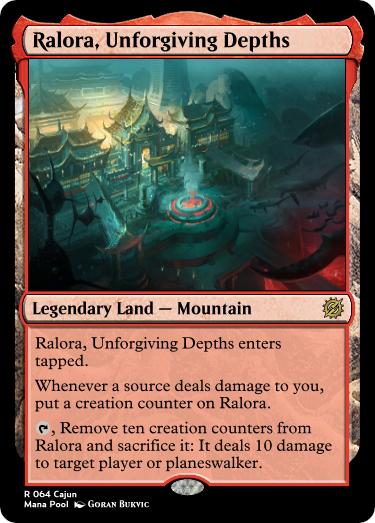 Ralora, Unforgiving Depths
Legendary Land — Mountain
Ralora, Unforgiving Depths enters
tapped.
Whenever a source deals damage to you,
put a creation counter on Ralora.
, Remove ten creation counters from
Ralora and sacrifice it: It deals 10 damage
to target player or planeswalker.
R 064 Cajun
Mana Pool Goran Bukvic